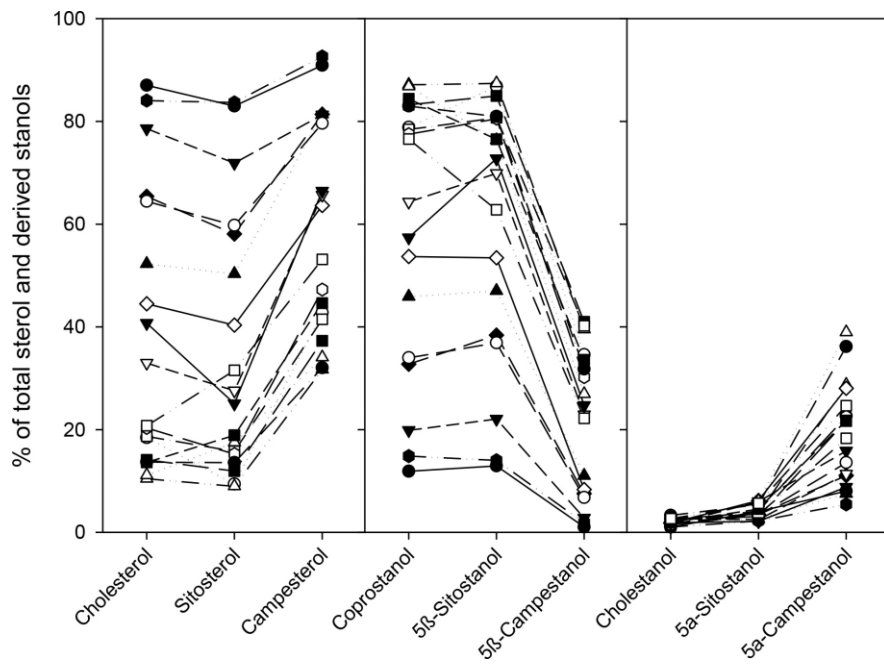 % of total sterol and derived stanols
100
80
60
40
20
0
Cholesterol
Sitosterol
Campesterol
Coprostanol
5ß-Sitostanol
5ß-Campestanol
Cholestanol
5a-Sitostanol
5a-Campestanol